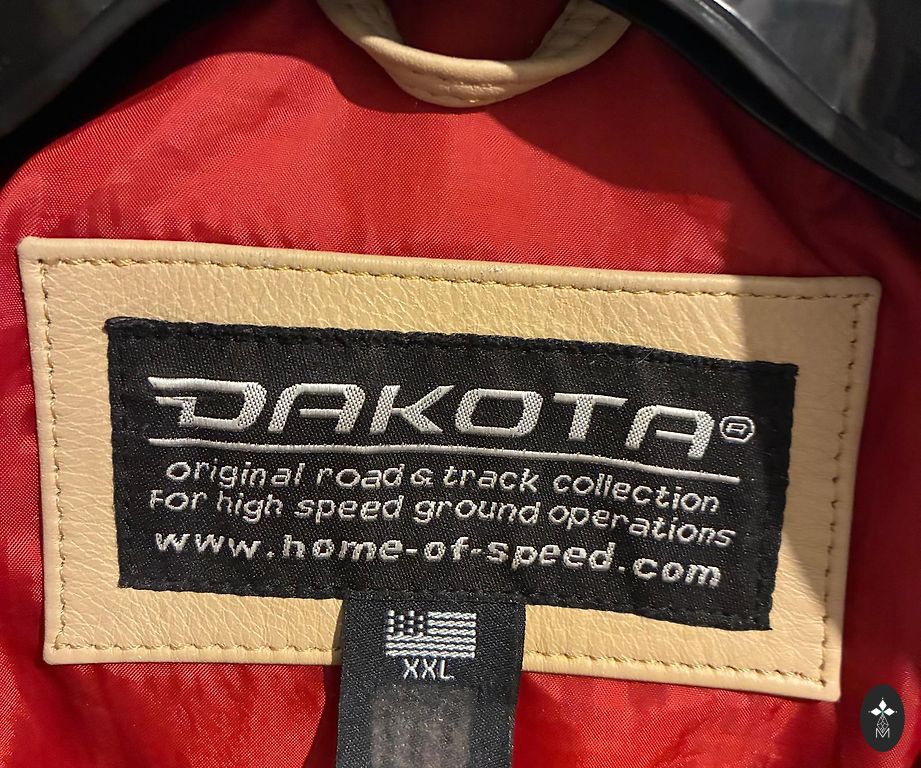 DAKOTA®
Original road & track collection
For high speed ground operations
www.home-of-speed.com
XXL
M